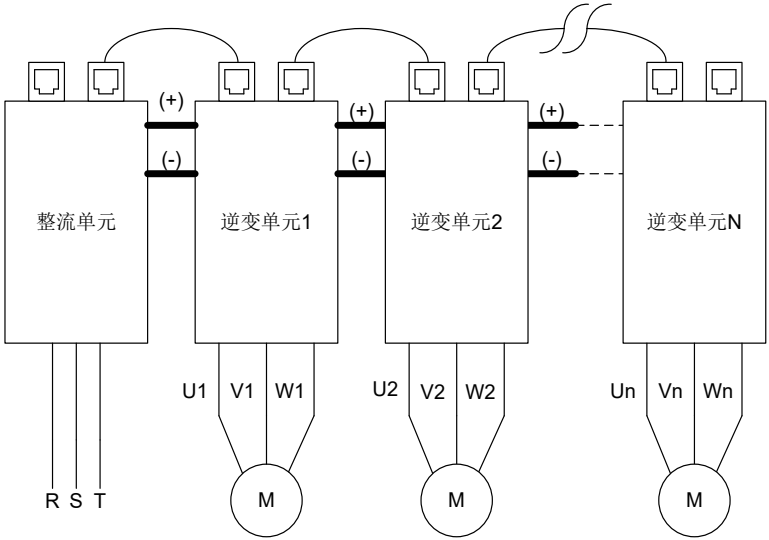 (+)
(+)
(+)
(-)
(-)
(-)
整流单元
逆变单元1
逆变单元2
逆变单元N
U1
V1
W1
U2
V2
W2
Un
Vn
Wn
R S T
M
M
M